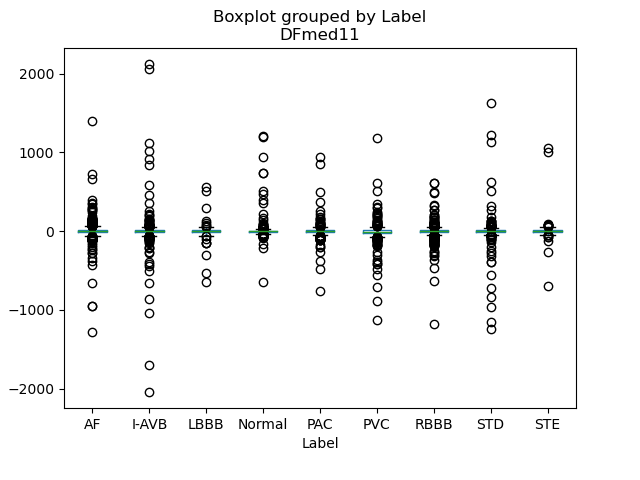 Boxplot grouped by Label
DFmed11
2000
1000
0
−1000
−2000
AF I-AVB LBBB Normal PAC PVC RBBB STD STE
Label